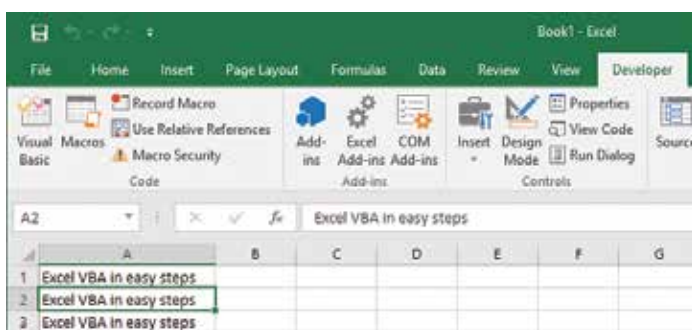 Book1 - Excel
File Home Insert Page Layout Formulas Data Review View Developer
Visual Basic
Macros
Record Macro
Use Relative References
Macro Security
Code
Add-ins
Excel Add-ins
COM Add-ins
Add-ins
Insert
Design Mode
Properties
View Code
Run Dialog
Controls
Source
A2 fx Excel VBA in easy steps
A B C D E F G
1 Excel VBA in easy steps
2 Excel VBA in easy steps
3 Excel VBA in easy steps